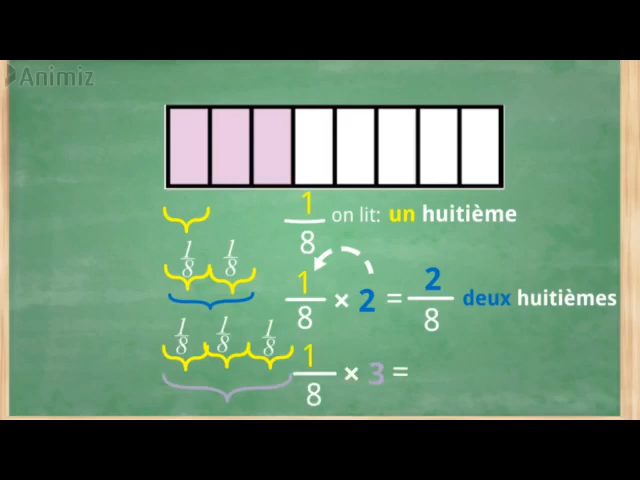 Animiz
1/8 on lit: un huitième
1/8 1/8
1/8 × 2 = 2/8 deux huitièmes
1/8 1/8 1/8
1/8 × 3 =